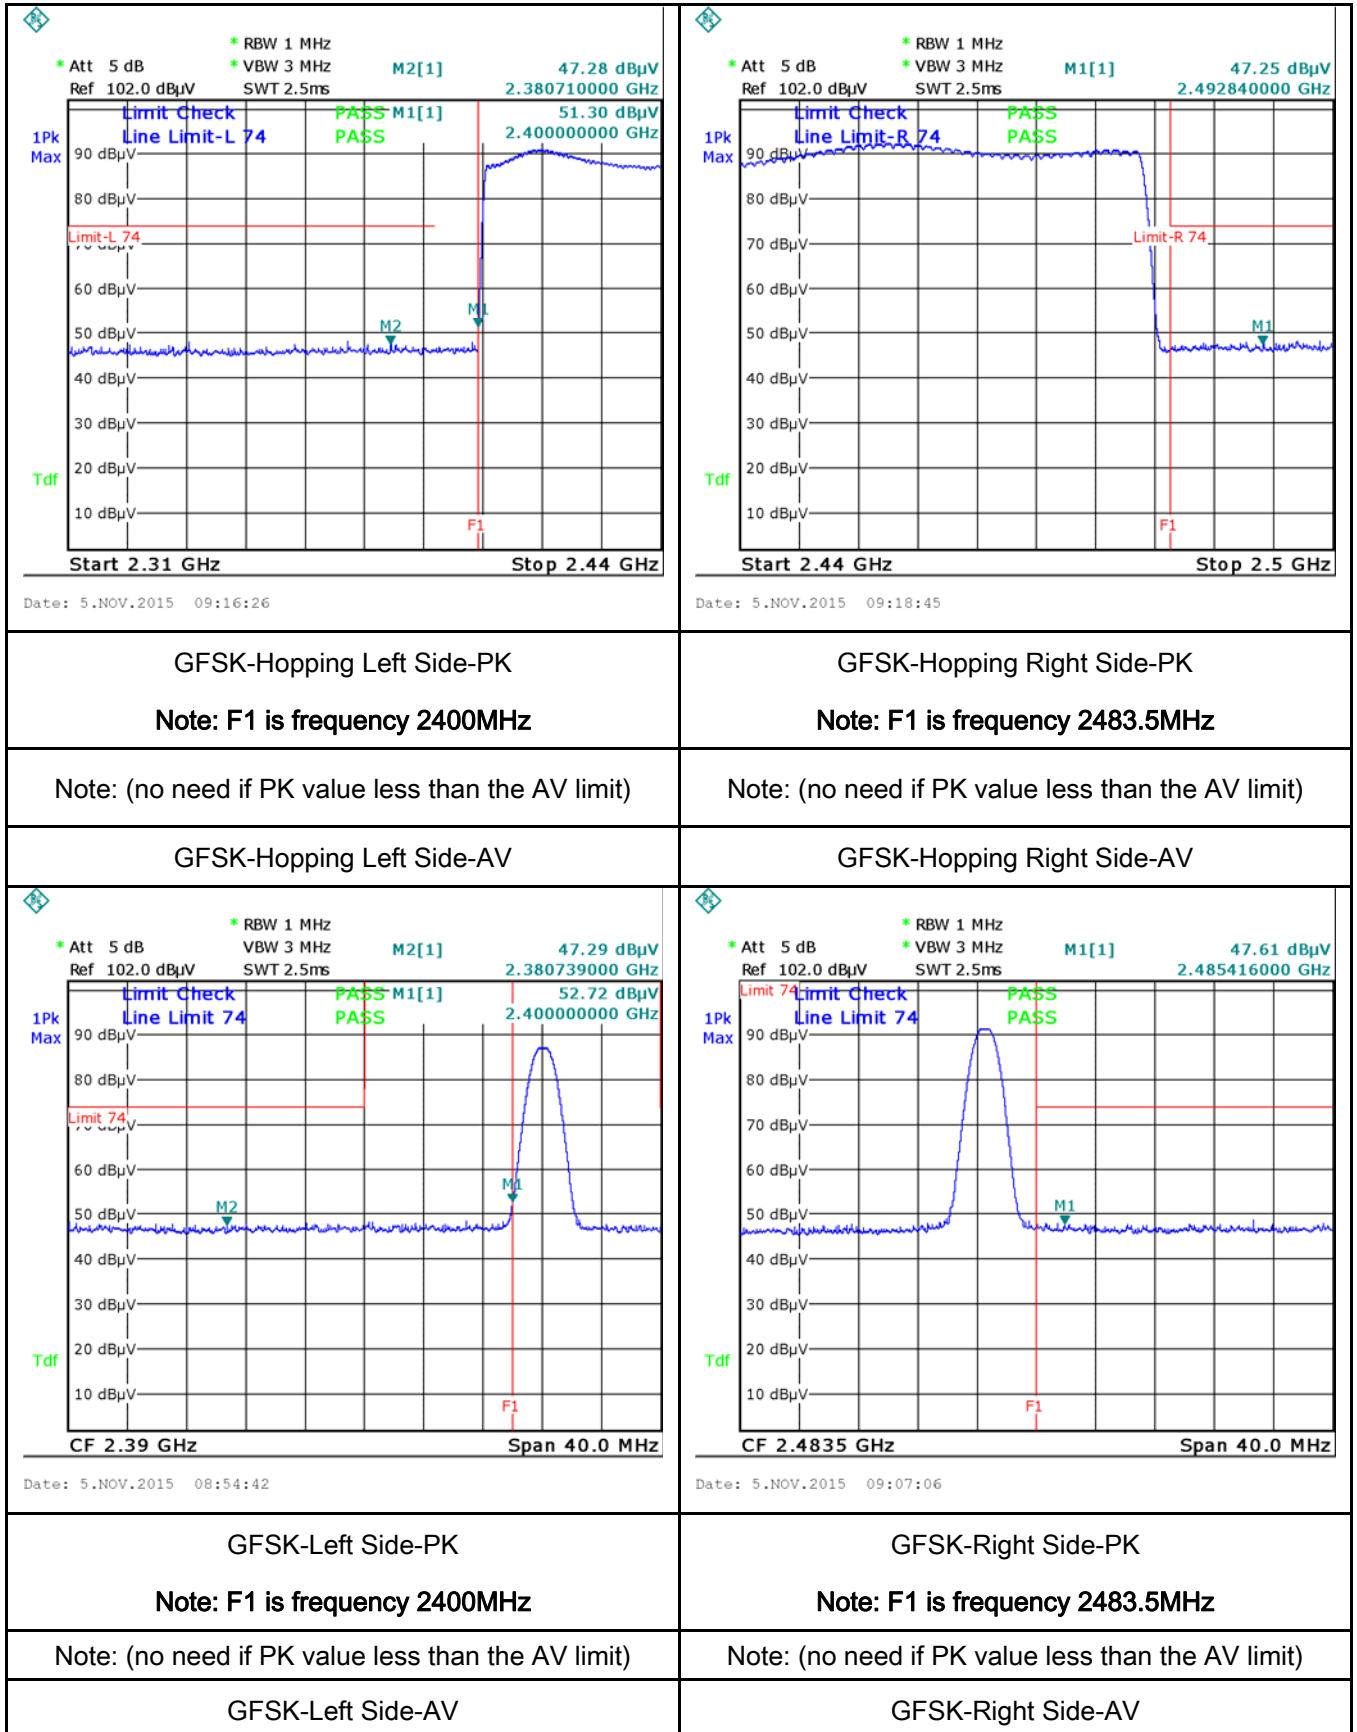 * RBW 1 MHz
* Att 5 dB * VBW 3 MHz M2[1] 47.28 dBµV
Ref 102.0 dBµV SWT 2.5ms 2.380710000 GHz
Limit Check PASS M1[1] 51.30 dBµV
1Pk Line Limit-L 74 PASS 2.400000000 GHz
Max
90 dBµV
80 dBµV
Limit-L 74
70 dBµV
60 dBµV
M1
M2
50 dBµV
40 dBµV
30 dBµV
20 dBµV
Tdf
10 dBµV
F1
Start 2.31 GHz Stop 2.44 GHz
Date: 5.NOV.2015 09:16:26
* RBW 1 MHz
* Att 5 dB * VBW 3 MHz M1[1] 47.25 dBµV
Ref 102.0 dBµV SWT 2.5ms 2.492840000 GHz
Limit Check PASS
1Pk Line Limit-R 74 PASS
Max
90 dBµV
80 dBµV
Limit-R 74
70 dBµV
60 dBµV
M1
50 dBµV
40 dBµV
30 dBµV
20 dBµV
Tdf
10 dBµV
F1
Start 2.44 GHz Stop 2.5 GHz
Date: 5.NOV.2015 09:18:45
GFSK-Hopping Left Side-PK
Note: F1 is frequency 2400MHz
GFSK-Hopping Right Side-PK
Note: F1 is frequency 2483.5MHz
Note: (no need if PK value less than the AV limit)
Note: (no need if PK value less than the AV limit)
GFSK-Hopping Left Side-AV
GFSK-Hopping Right Side-AV
* RBW 1 MHz
* Att 5 dB VBW 3 MHz M2[1] 47.29 dBµV
Ref 102.0 dBµV SWT 2.5ms 2.380739000 GHz
Limit Check PASS M1[1] 52.72 dBµV
1Pk Line Limit 74 PASS 2.400000000 GHz
Max
90 dBµV
80 dBµV
Limit 74
70 dBµV
60 dBµV
M1
M2
50 dBµV
40 dBµV
30 dBµV
20 dBµV
Tdf
10 dBµV
F1
CF 2.39 GHz Span 40.0 MHz
Date: 5.NOV.2015 08:54:42
* RBW 1 MHz
* Att 5 dB * VBW 3 MHz M1[1] 47.61 dBµV
Ref 102.0 dBµV SWT 2.5ms 2.485416000 GHz
Limit 74 Limit Check PASS
1Pk Line Limit 74 PASS
Max
90 dBµV
80 dBµV
70 dBµV
60 dBµV
M1
50 dBµV
40 dBµV
30 dBµV
20 dBµV
Tdf
10 dBµV
F1
CF 2.4835 GHz Span 40.0 MHz
Date: 5.NOV.2015 09:07:06
GFSK-Left Side-PK
Note: F1 is frequency 2400MHz
GFSK-Right Side-PK
Note: F1 is frequency 2483.5MHz
Note: (no need if PK value less than the AV limit)
Note: (no need if PK value less than the AV limit)
GFSK-Left Side-AV
GFSK-Right Side-AV